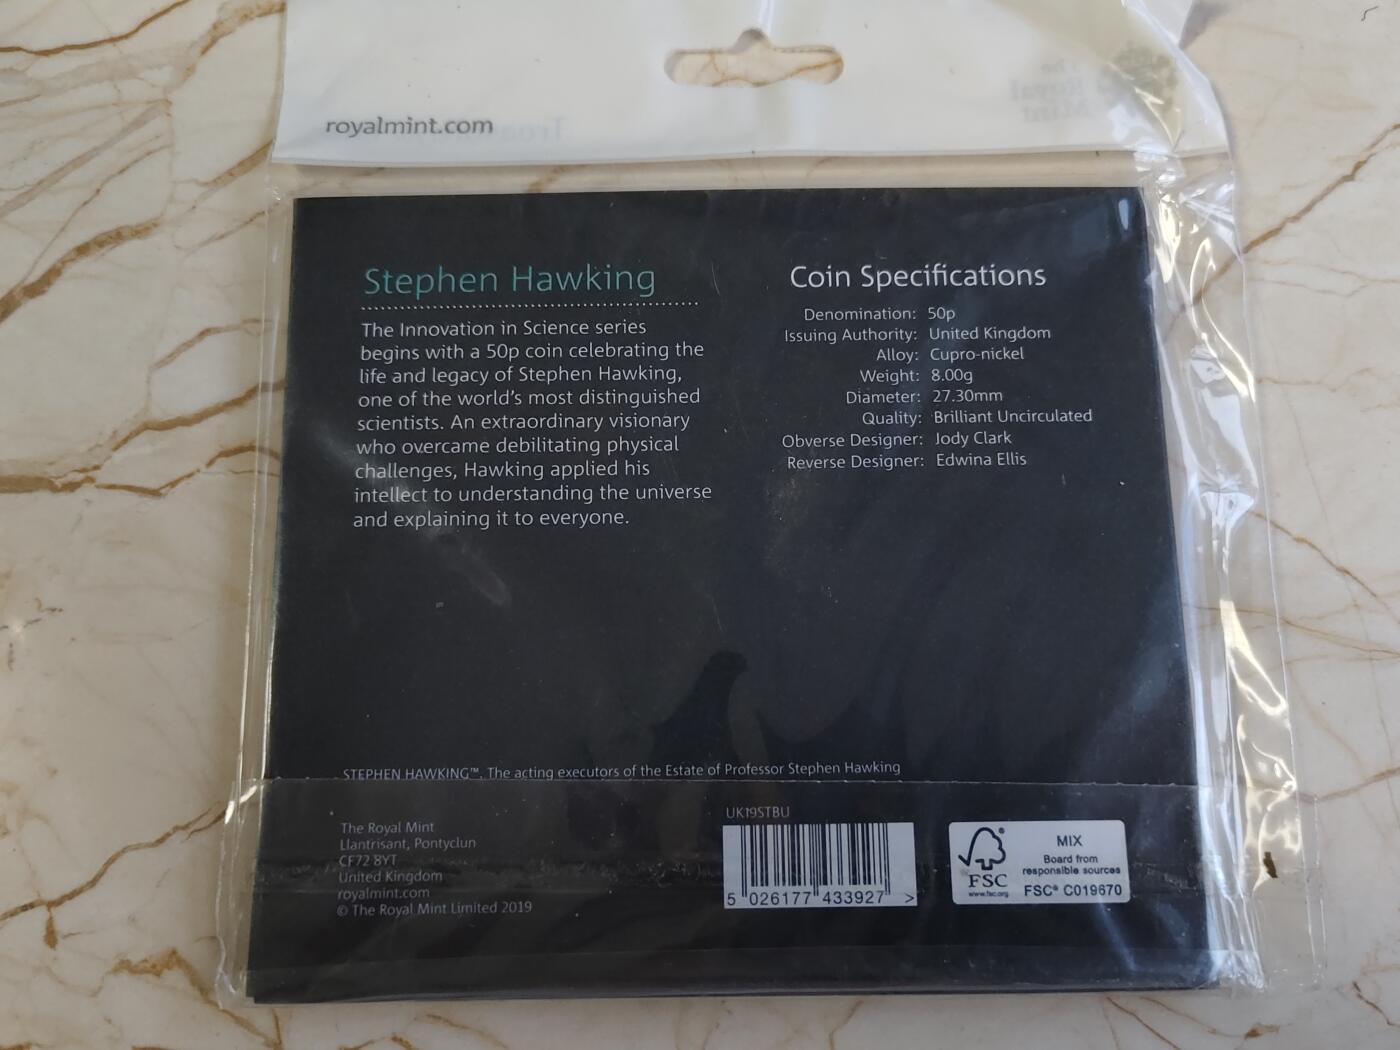 royalmint.com
The
Royal
Mint
Stephen Hawking
The Innovation in Science series
begins with a 50p coin celebrating the
life and legacy of Stephen Hawking,
one of the world's most distinguished
scientists. An extraordinary visionary
who overcame debilitating physical
challenges, Hawking applied his
intellect to understanding the universe
and explaining it to everyone.
Coin Specifications
Denomination: 50p
Issuing Authority: United Kingdom
Alloy: Cupro-nickel
Weight: 8.00g
Diameter: 27.30mm
Quality: Brilliant Uncirculated
Obverse Designer: Jody Clark
Reverse Designer: Edwina Ellis
STEPHEN HAWKING™. The acting executors of the Estate of Professor Stephen Hawking
The Royal Mint
Llantrisant, Pontyclun
CF72 8YT
United Kingdom
royalmint.com
© The Royal Mint Limited 2019
UK19STBU
5 026177 433927 >
FSC
www.fsc.org
MIX
Board from
responsible sources
FSC® C019670